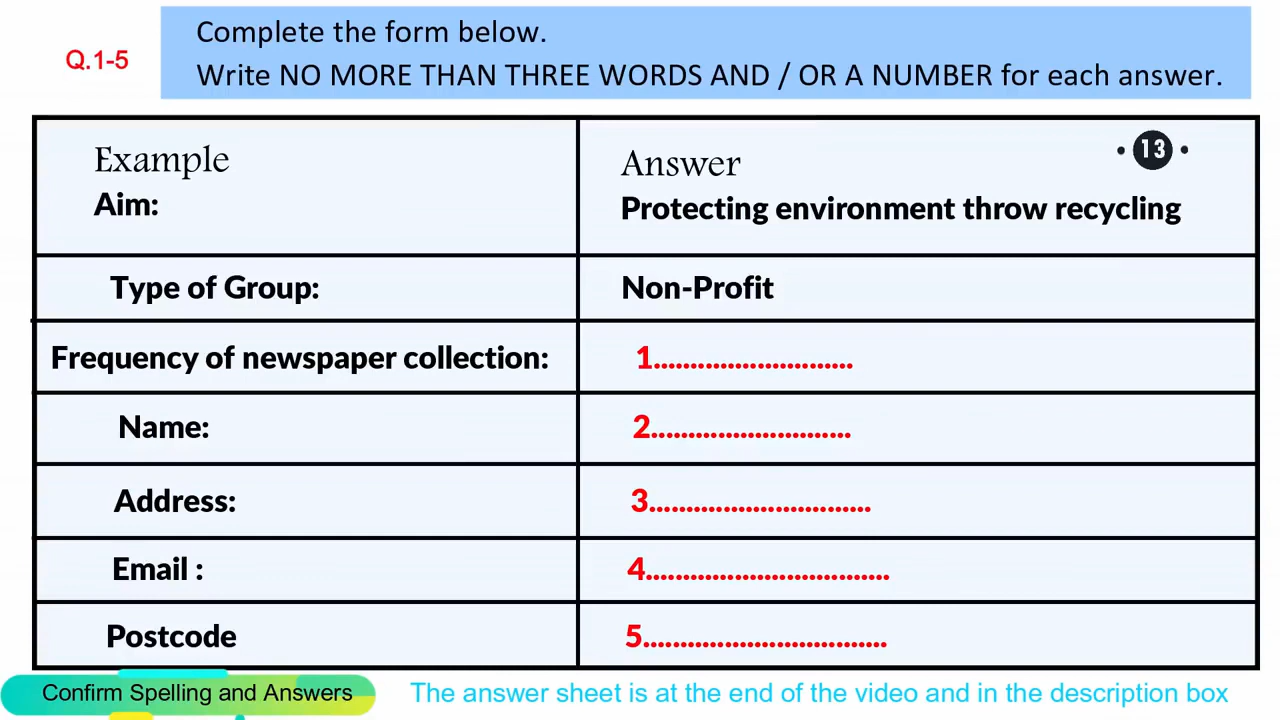 Q.1-5
Complete the form below.
Write NO MORE THAN THREE WORDS AND / OR A NUMBER for each answer.
Example
Aim:
Answer
• 13 •
Protecting environment throw recycling
Type of Group:
Non-Profit
Frequency of newspaper collection:
1...........................
Name:
2...........................
Address:
3..............................
Email :
4.................................
Postcode
5.................................
Confirm Spelling and Answers
The answer sheet is at the end of the video and in the description box